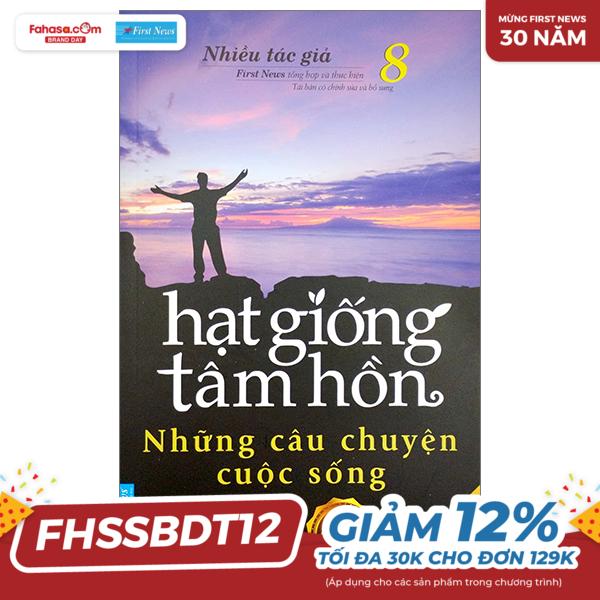 Fahasa.com
BRAND DAY
First News
MỪNG FIRST NEWS
30 NĂM
Nhiều tác giả
8
First News tổng hợp và thực hiện
Tái bản có chỉnh sửa và bổ sung
hạt giống
tâm hồn
Những câu chuyện
cuộc sống
FHSSBDT12
GIẢM 12%
TỐI ĐA 30K CHO ĐƠN 129K
(Áp dụng cho các sản phẩm trong chương trình)